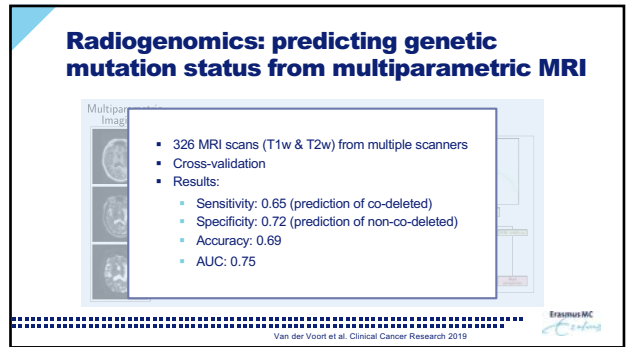 Radiogenomics: predicting genetic
mutation status from multiparametric MRI
Multipar
Imagi
▪ 326 MRI scans (T1w & T2w) from multiple scanners
▪ Cross-validation
▪ Results:
▪ Sensitivity: 0.65 (prediction of co-deleted)
▪ Specificity: 0.72 (prediction of non-co-deleted)
▪ Accuracy: 0.69
▪ AUC: 0.75
Van der Voort et al. Clinical Cancer Research 2019
Erasmus MC